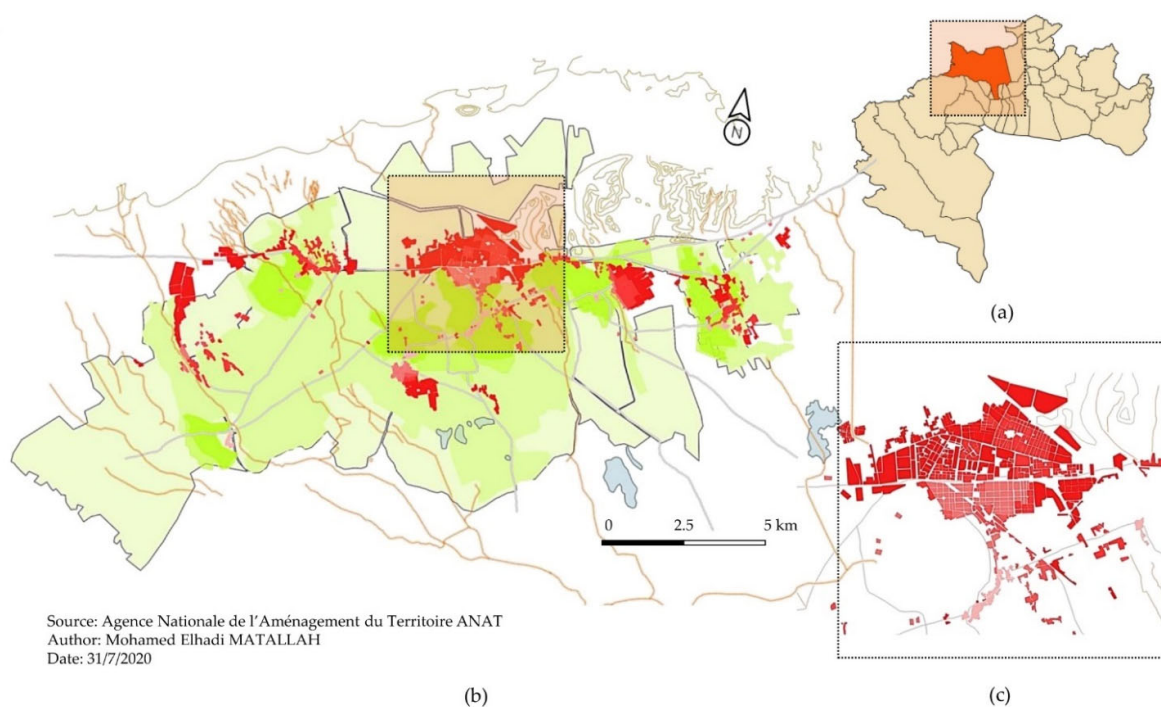 N
(a)
0 2.5 5 km
Source: Agence Nationale de l'Aménagement du Territoire ANAT
Author: Mohamed Elhadi MATALLAH
Date: 31/7/2020
(b)
(c)